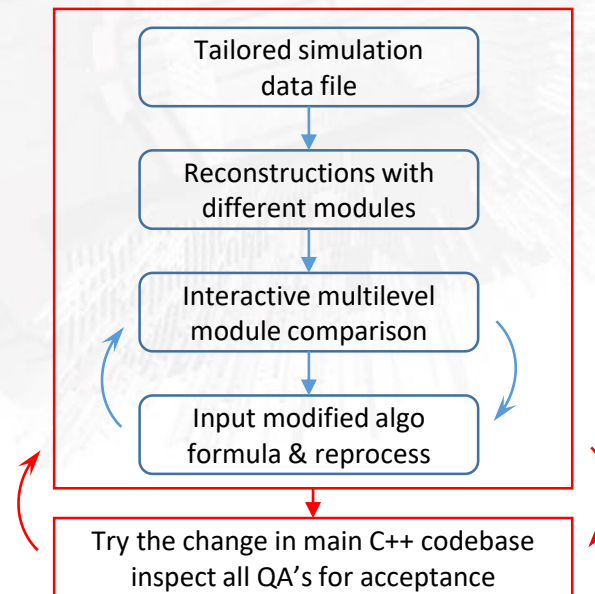 Tailored simulation
data file
Reconstructions with
different modules
Interactive multilevel
module comparison
Input modified algo
formula & reprocess
Try the change in main C++ codebase
inspect all QA's for acceptance